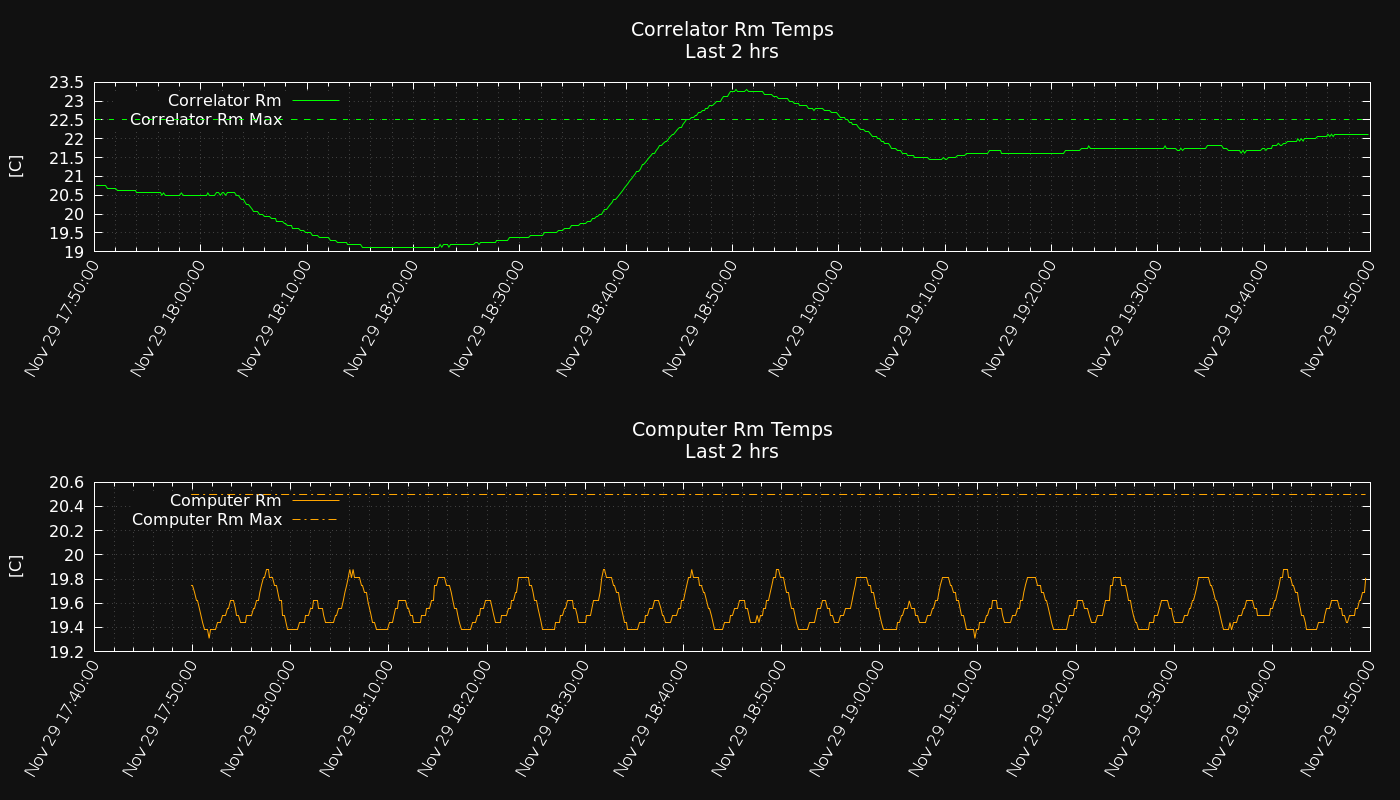 Correlator Rm Temps
Last 2 hrs
23.5
23
22.5
22
21.5
21
20.5
20
19.5
19
[C]
Correlator Rm
Correlator Rm Max
Nov 29 17:50:00
Nov 29 18:00:00
Nov 29 18:10:00
Nov 29 18:20:00
Nov 29 18:30:00
Nov 29 18:40:00
Nov 29 18:50:00
Nov 29 19:00:00
Nov 29 19:10:00
Nov 29 19:20:00
Nov 29 19:30:00
Nov 29 19:40:00
Nov 29 19:50:00
Computer Rm Temps
Last 2 hrs
20.6
20.4
20.2
20
19.8
19.6
19.4
19.2
[C]
Computer Rm
Computer Rm Max
Nov 29 17:40:00
Nov 29 17:50:00
Nov 29 18:00:00
Nov 29 18:10:00
Nov 29 18:20:00
Nov 29 18:30:00
Nov 29 18:40:00
Nov 29 18:50:00
Nov 29 19:00:00
Nov 29 19:10:00
Nov 29 19:20:00
Nov 29 19:30:00
Nov 29 19:40:00
Nov 29 19:50:00